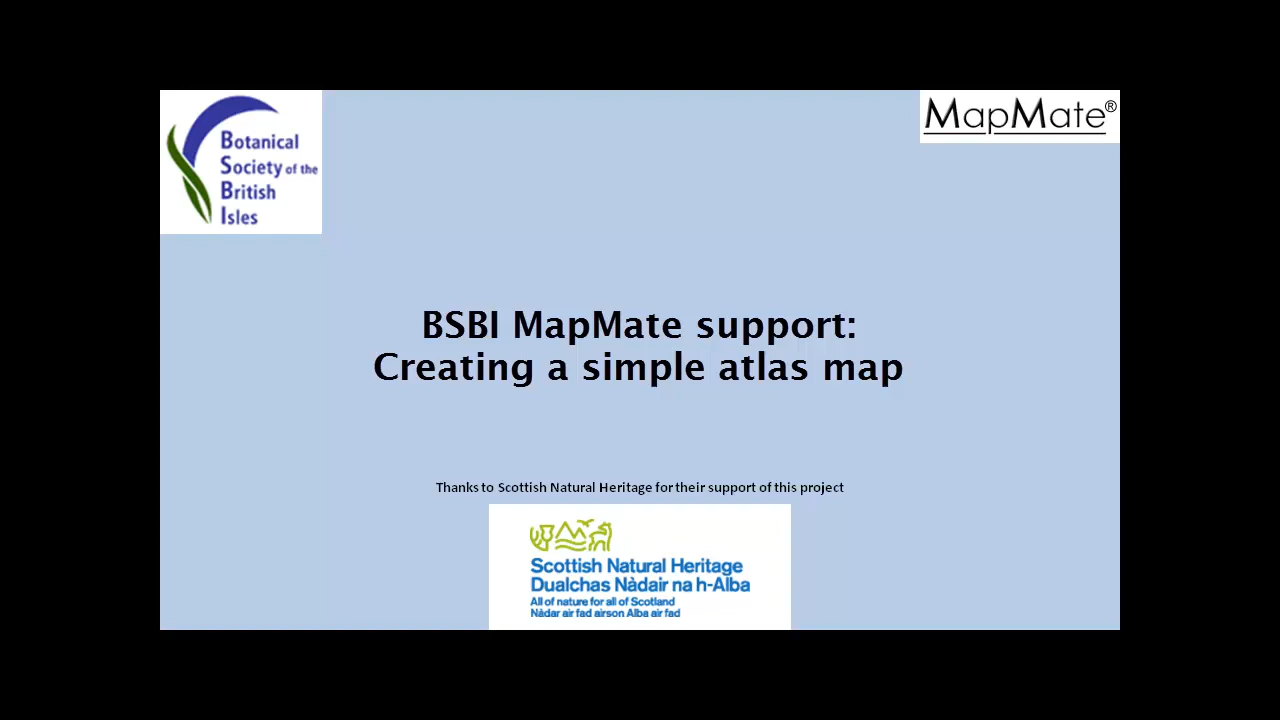 Botanical
Society of the
British
Isles
MapMate®
BSBI MapMate support:
Creating a simple atlas map
Thanks to Scottish Natural Heritage for their support of this project
Scottish Natural Heritage
Dualchas Nàdair na h-Alba
All of nature for all of Scotland
Nàdar air fad airson Alba air fad